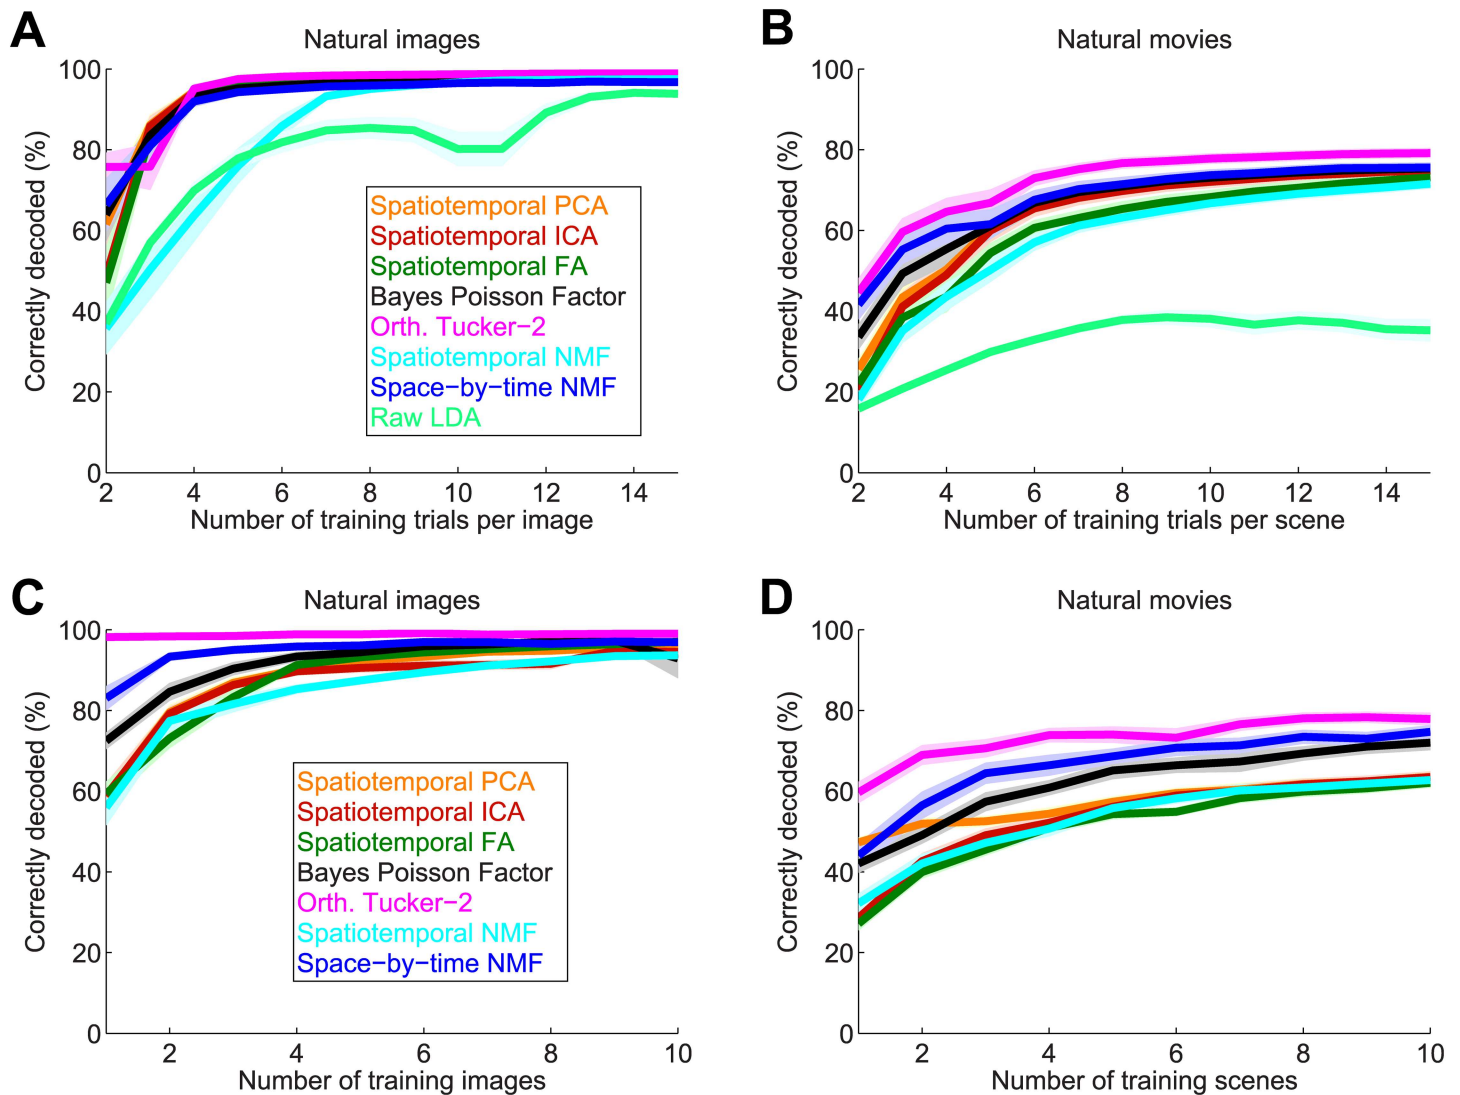 A
Natural images
Correctly decoded (%)
100
80
60
40
20
0
2
4
6
8
10
12
14
Number of training trials per image
Spatiotemporal PCA
Spatiotemporal ICA
Spatiotemporal FA
Bayes Poisson Factor
Orth. Tucker−2
Spatiotemporal NMF
Space−by−time NMF
Raw LDA
B
Natural movies
Correctly decoded (%)
100
80
60
40
20
0
2
4
6
8
10
12
14
Number of training trials per scene
C
Natural images
Correctly decoded (%)
100
80
60
40
20
0
2
4
6
8
10
Number of training images
Spatiotemporal PCA
Spatiotemporal ICA
Spatiotemporal FA
Bayes Poisson Factor
Orth. Tucker−2
Spatiotemporal NMF
Space−by−time NMF
D
Natural movies
Correctly decoded (%)
100
80
60
40
20
0
2
4
6
8
10
Number of training scenes